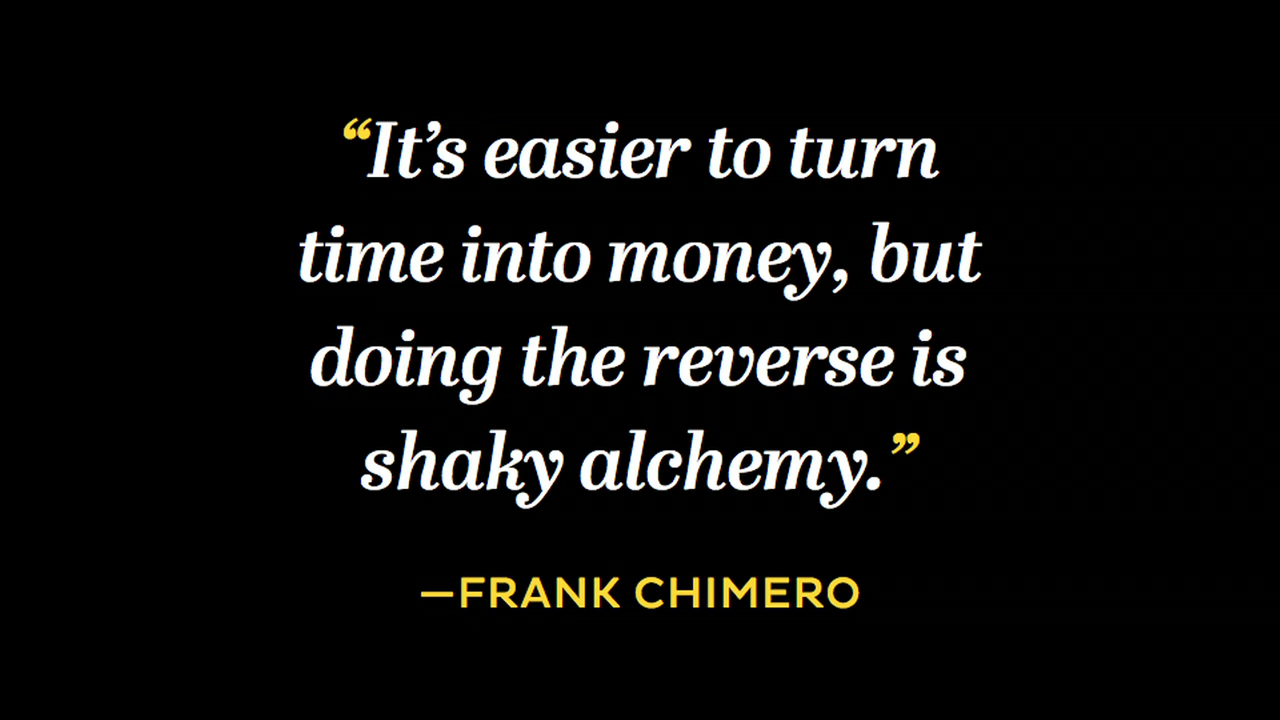 “It’s easier to turn
time into money, but
doing the reverse is
shaky alchemy.”
—FRANK CHIMERO